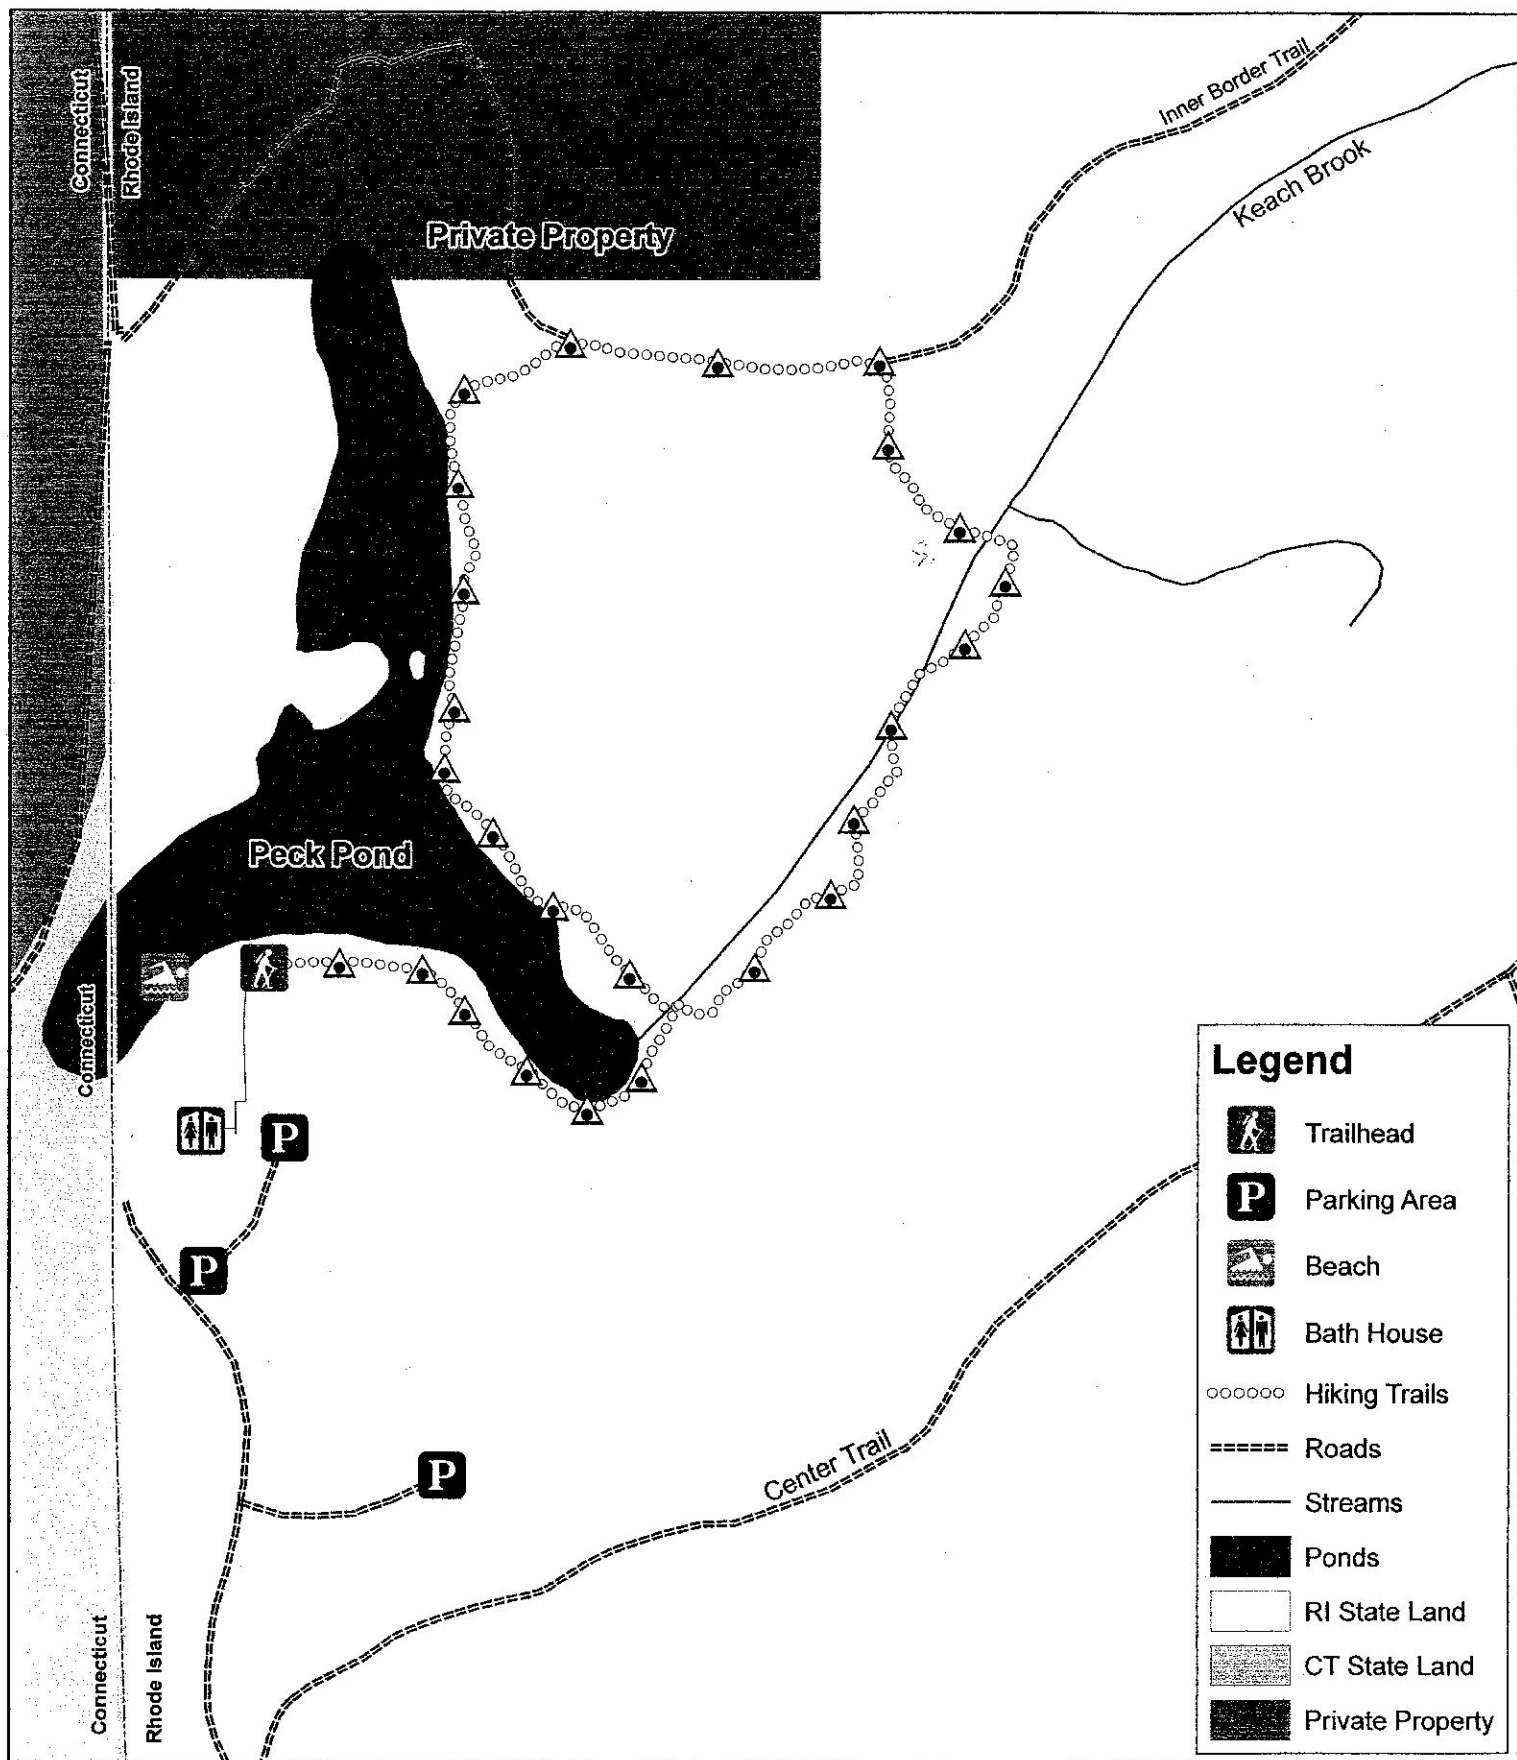 Connecticut
Rhode Island
Inner Border Trail
Keach Brook
Private Property
Peck Pond
Connecticut
P
P
P
Center Trail
Connecticut
Rhode Island
Legend
Trailhead
P Parking Area
Beach
Bath House
Hiking Trails
Roads
Streams
Ponds
RI State Land
CT State Land
Private Property